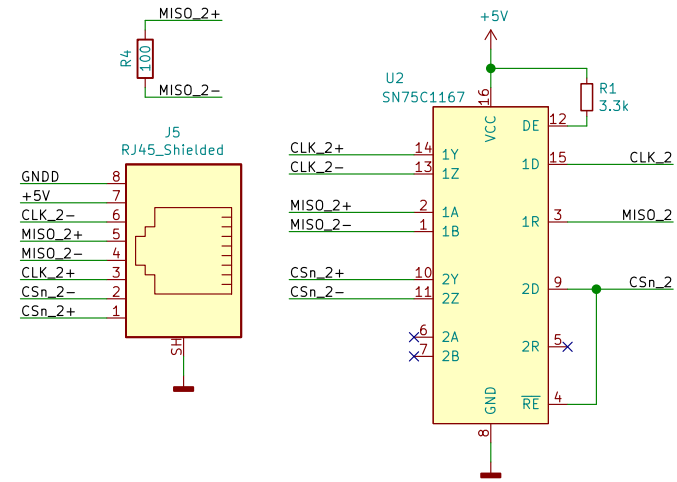 MISO_2+
R4
100
MISO_2-
J5
RJ45_Shielded
GNDD 8
+5V 7
CLK_2- 6
MISO_2+ 5
MISO_2- 4
CLK_2+ 3
CSn_2- 2
CSn_2+ 1
SH
+5V
U2
SN75C1167
16
VCC
R1
3.3k
DE 12
CLK_2+ 14 1Y
CLK_2- 13 1Z
1D 15 CLK_2
MISO_2+ 2 1A
MISO_2- 1 1B
1R 3 MISO_2
CSn_2+ 10 2Y
CSn_2- 11 2Z
2D 9 CSn_2
6 2A
7 2B
2R 5
RE 4
GND
8